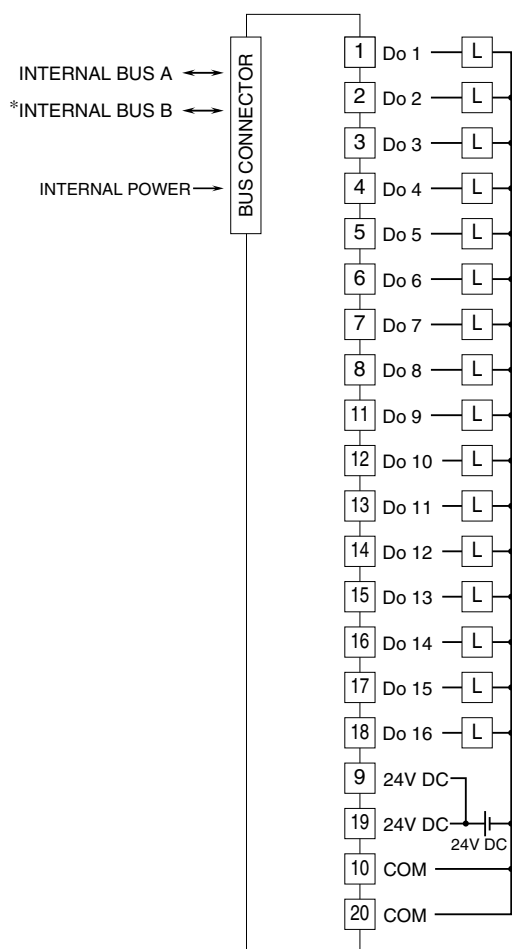 INTERNAL BUS A
*INTERNAL BUS B
INTERNAL POWER
BUS CONNECTOR
1 Do 1 L
2 Do 2 L
3 Do 3 L
4 Do 4 L
5 Do 5 L
6 Do 6 L
7 Do 7 L
8 Do 8 L
11 Do 9 L
12 Do 10 L
13 Do 11 L
14 Do 12 L
15 Do 13 L
16 Do 14 L
17 Do 15 L
18 Do 16 L
9 24V DC
19 24V DC
24V DC
10 COM
20 COM